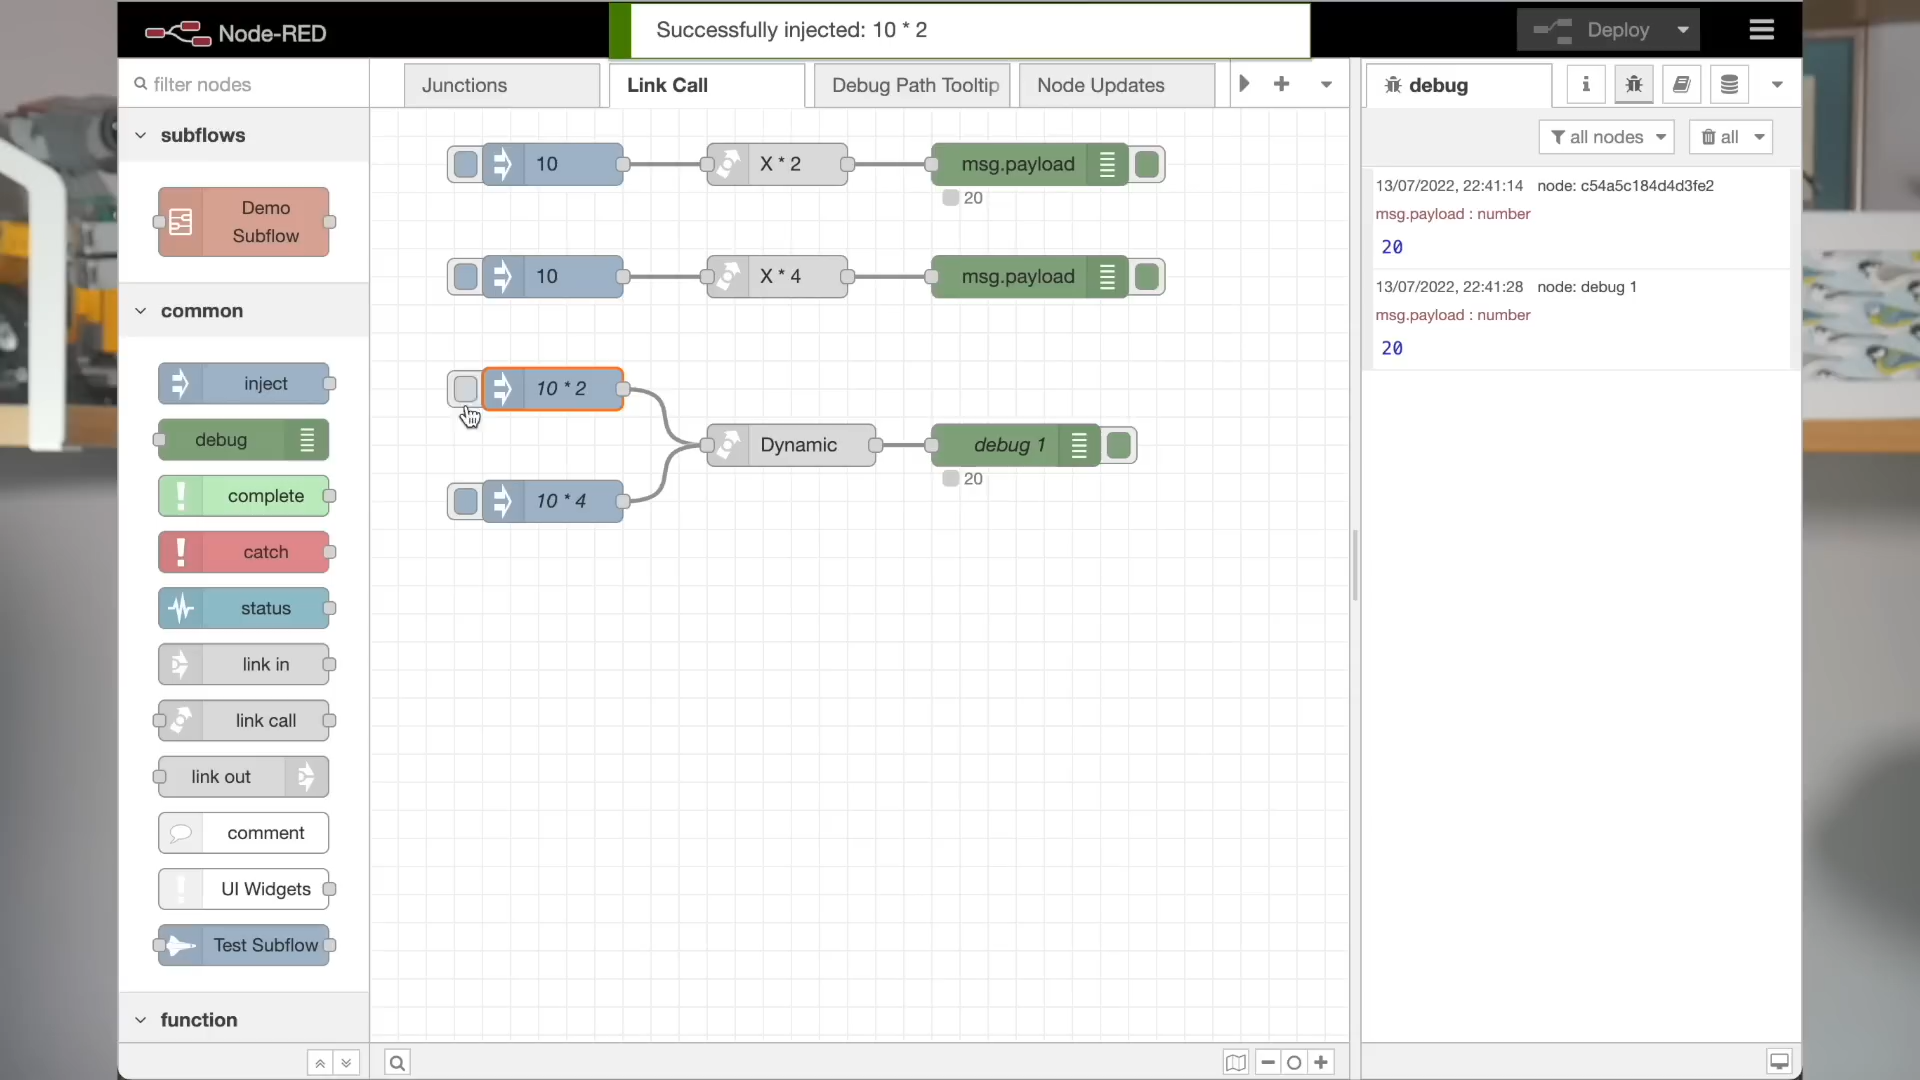 Node-RED
Successfully injected: 10 * 2
Deploy
filter nodes
Junctions
Link Call
Debug Path Tooltip
Node Updates
debug
i
subflows
Demo
Subflow
common
inject
debug
complete
catch
status
link in
link call
link out
comment
UI Widgets
Test Subflow
function
10
X * 2
msg.payload
20
10
X * 4
msg.payload
10 * 2
Dynamic
debug 1
20
10 * 4
all nodes
all
13/07/2022, 22:41:14 node: c54a5c184d4d3fe2
msg.payload : number
20
13/07/2022, 22:41:28 node: debug 1
msg.payload : number
20